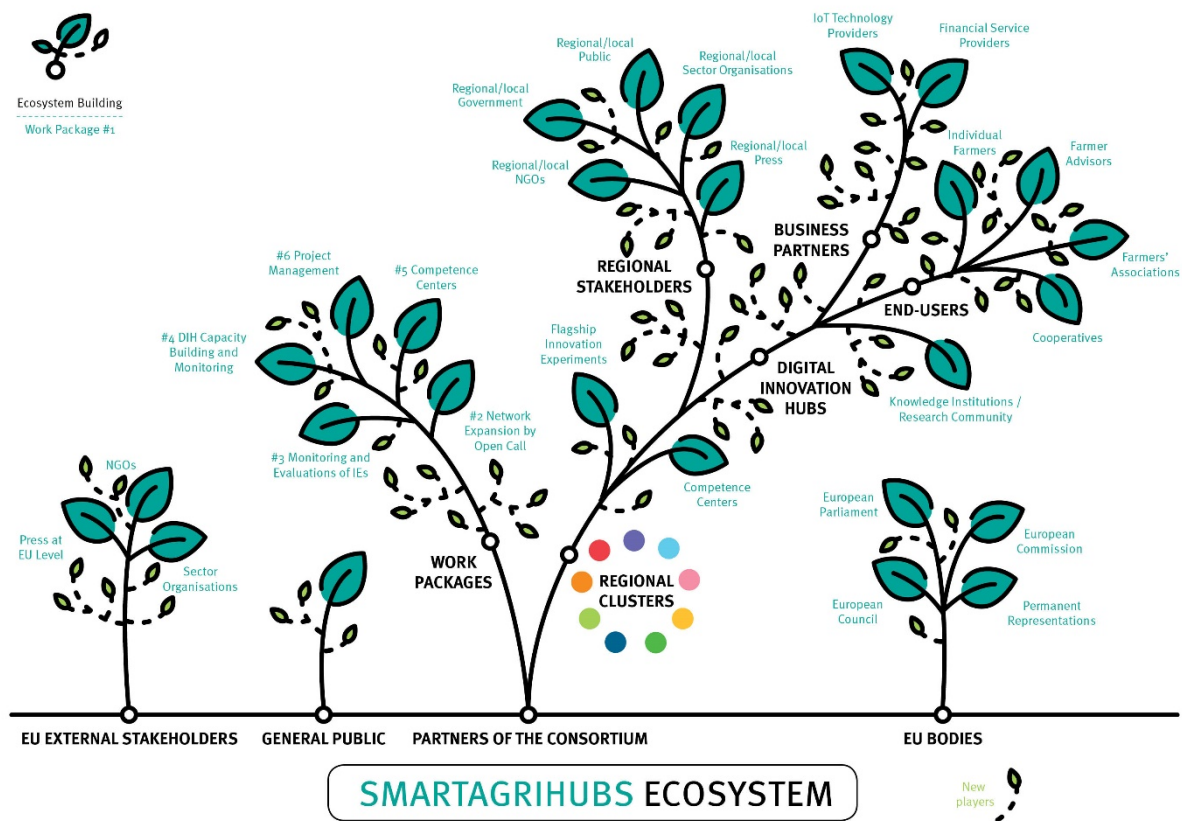 Ecosystem Building
Work Package #1
IoT Technology
Providers
Financial Service
Providers
Regional/local
Public
Regional/local
Sector Organisations
Regional/local
Government
Individual
Farmers
Farmer
Advisors
Regional/local
Press
Regional/local
NGOs
BUSINESS
PARTNERS
#6 Project
Management
#5 Competence
Centers
REGIONAL
STAKEHOLDERS
Farmers'
Associations
END-USERS
#4 DIH Capacity
Building and
Monitoring
Flagship
Innovation
Experiments
Cooperatives
DIGITAL
INNOVATION
HUBS
Knowledge Institutions /
Research Community
#2 Network
Expansion by
Open Call
#3 Monitoring and
Evaluations of IEs
NGOs
Competence
Centers
European
Parliament
Press at
EU Level
European
Commission
Sector
Organisations
WORK
PACKAGES
REGIONAL
CLUSTERS
European
Council
Permanent
Representations
EU EXTERNAL STAKEHOLDERS
GENERAL PUBLIC
PARTNERS OF THE CONSORTIUM
EU BODIES
SMARTAGRIHUBS ECOSYSTEM
New
players